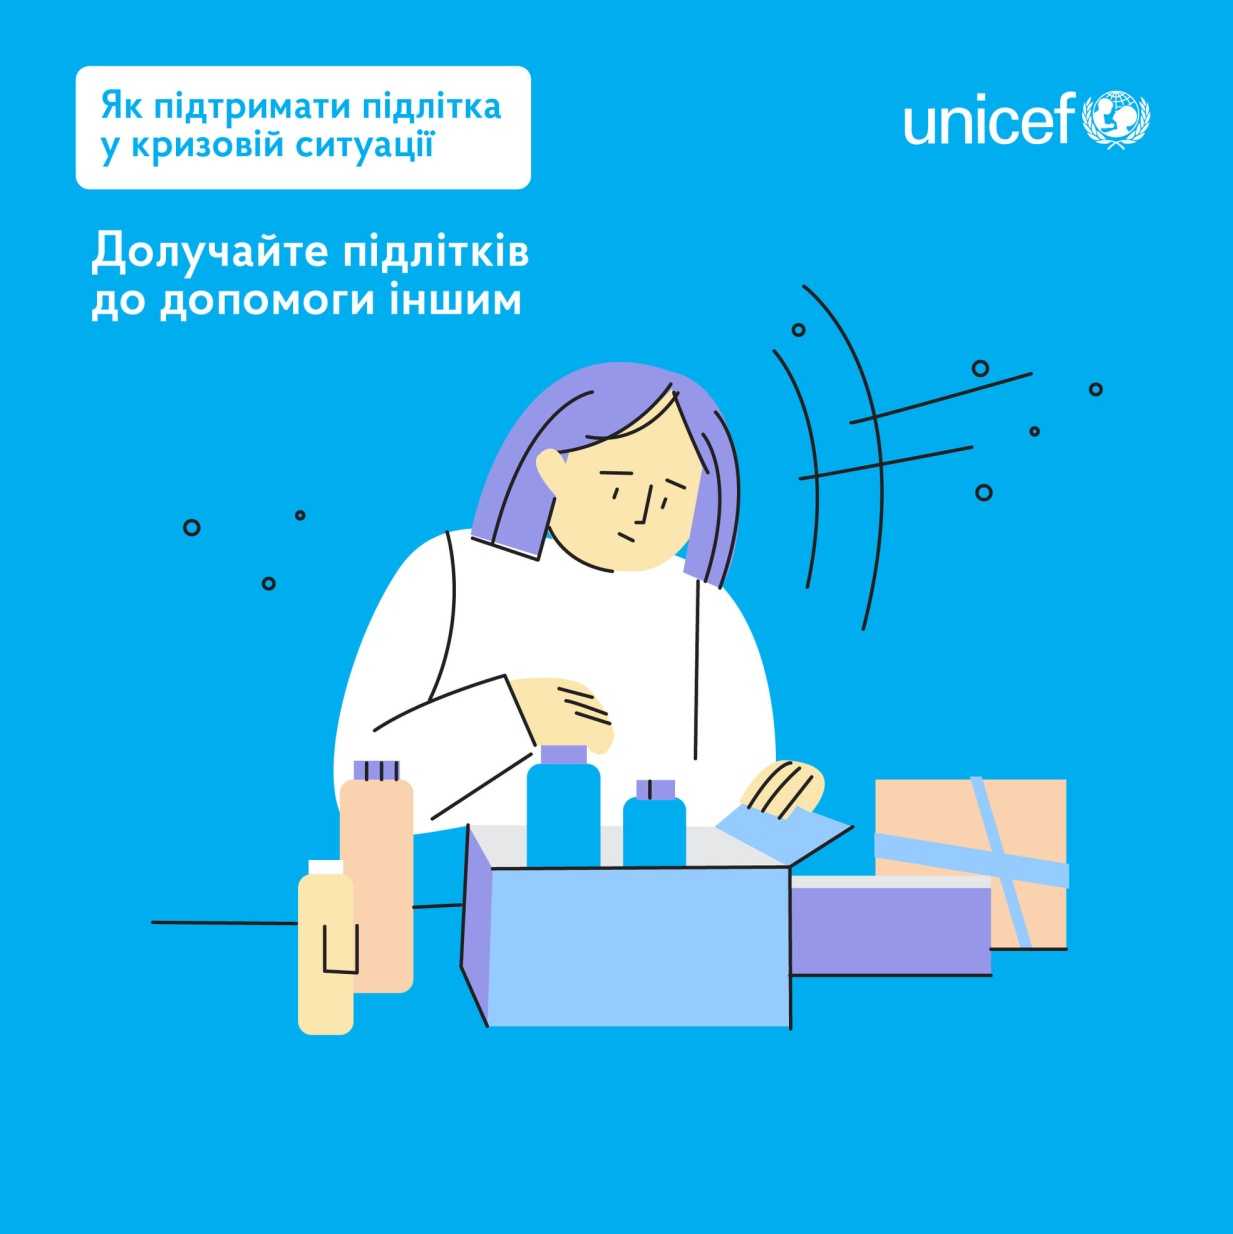 Як підтримати підлітка
у кризовій ситуації
unicef
Долучайте підлітків
до допомоги іншим